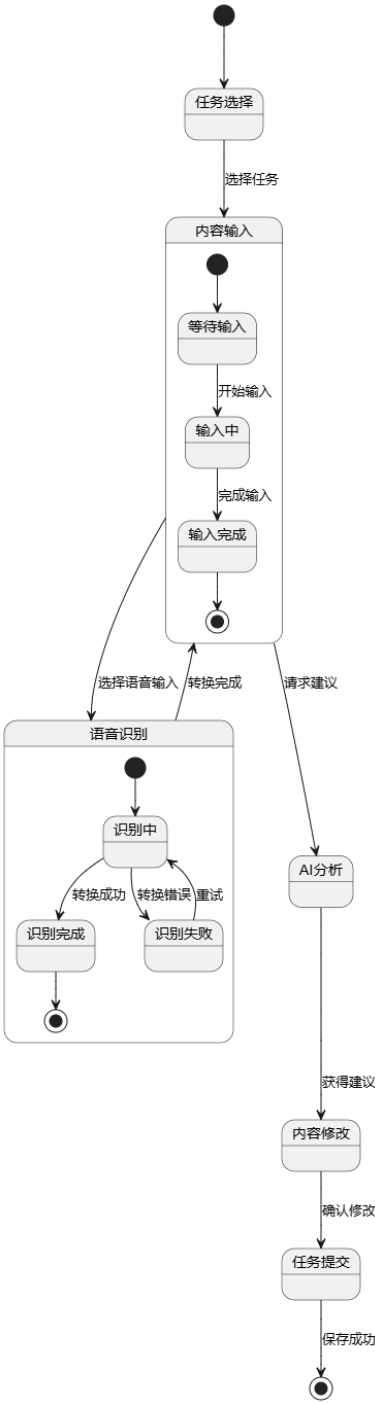 任务选择
选择任务
内容输入
等待输入
开始输入
输入中
完成输入
输入完成
选择语音输入
转换完成
请求建议
语音识别
识别中
转换成功
转换错误
重试
识别完成
识别失败
AI分析
获得建议
内容修改
确认修改
任务提交
保存成功